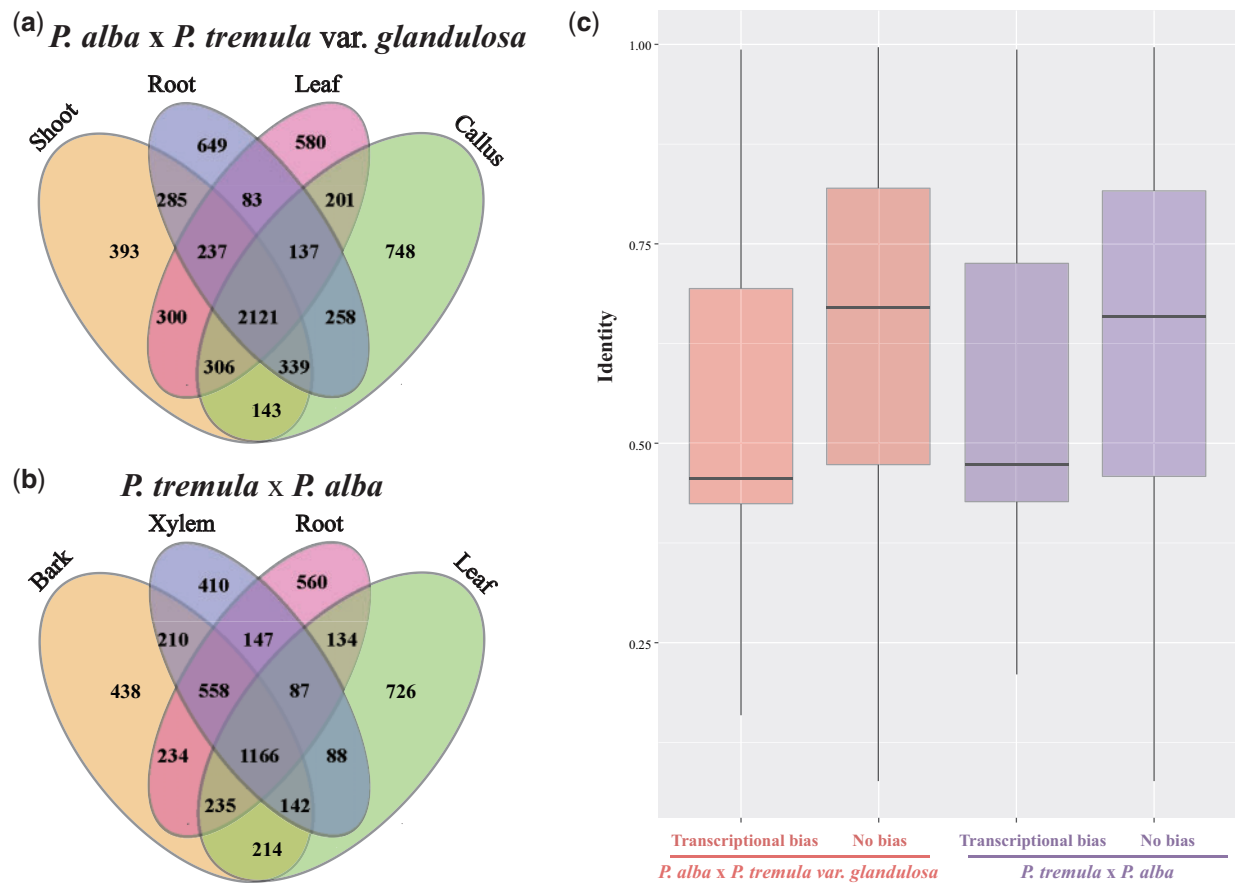 (a) P. alba x P. tremula var. glandulosa
Root Leaf
Shoot Callus
649 580
285 83 201
393 237 137 748
300 2121 258
306 339
143
(b) P. tremula x P. alba
Xylem Root
Bark Leaf
410 560
210 147 134
438 558 87 726
234 1166 88
235 142
214
(c)
Identity
1.00
0.75
0.50
0.25
Transcriptional bias No bias Transcriptional bias No bias
P. alba x P. tremula var. glandulosa P. tremula x P. alba